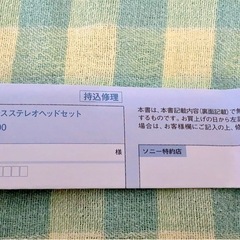 持込修理
スステレオヘッドセット
00
様
本書は、本書記載内容(裏面記載)で無
するものです。お買上げの日から左記
場合は、お客様欄にご記入の上、修
ソニー特約店